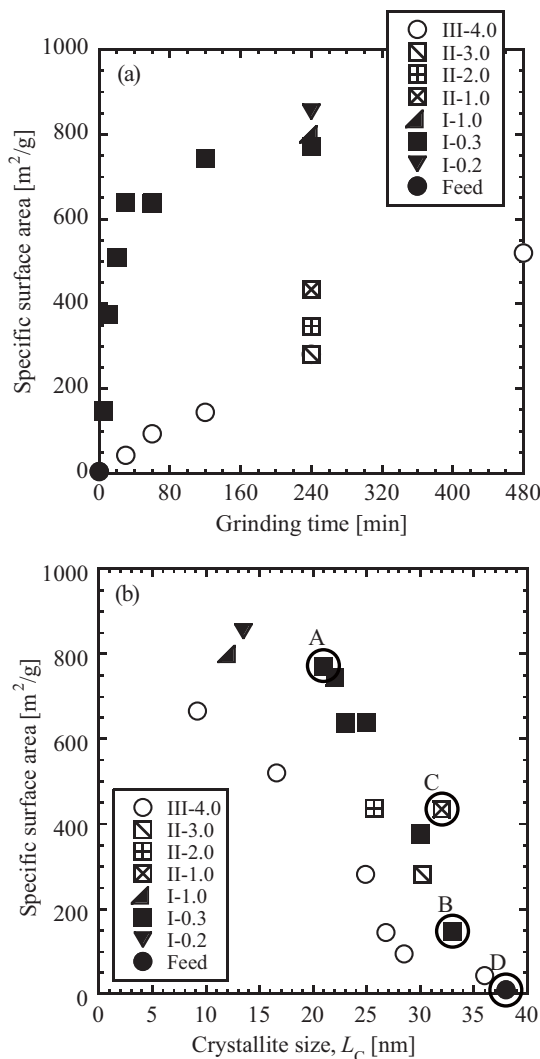 III-4.0
II-3.0
II-2.0
II-1.0
I-1.0
I-0.3
I-0.2
Feed
(a)
1000
800
600
400
200
0
Specific surface area [m²/g]
0 80 160 240 320 400 480
Grinding time [min]
(b)
1000
800
600
400
200
0
Specific surface area [m²/g]
A
C
B
D
III-4.0
II-3.0
II-2.0
II-1.0
I-1.0
I-0.3
I-0.2
Feed
0 5 10 15 20 25 30 35 40
Crystallite size, L_C [nm]